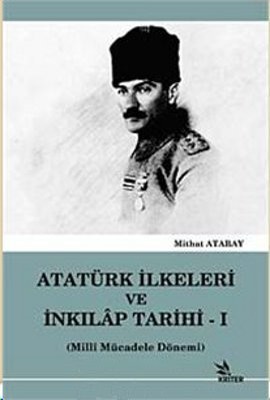 Mithat ATABAY
ATATÜRK İLKELERİ
VE
İNKILÂP TARİHİ - I
(Milli Mücadele Dönemi)
KRİTER